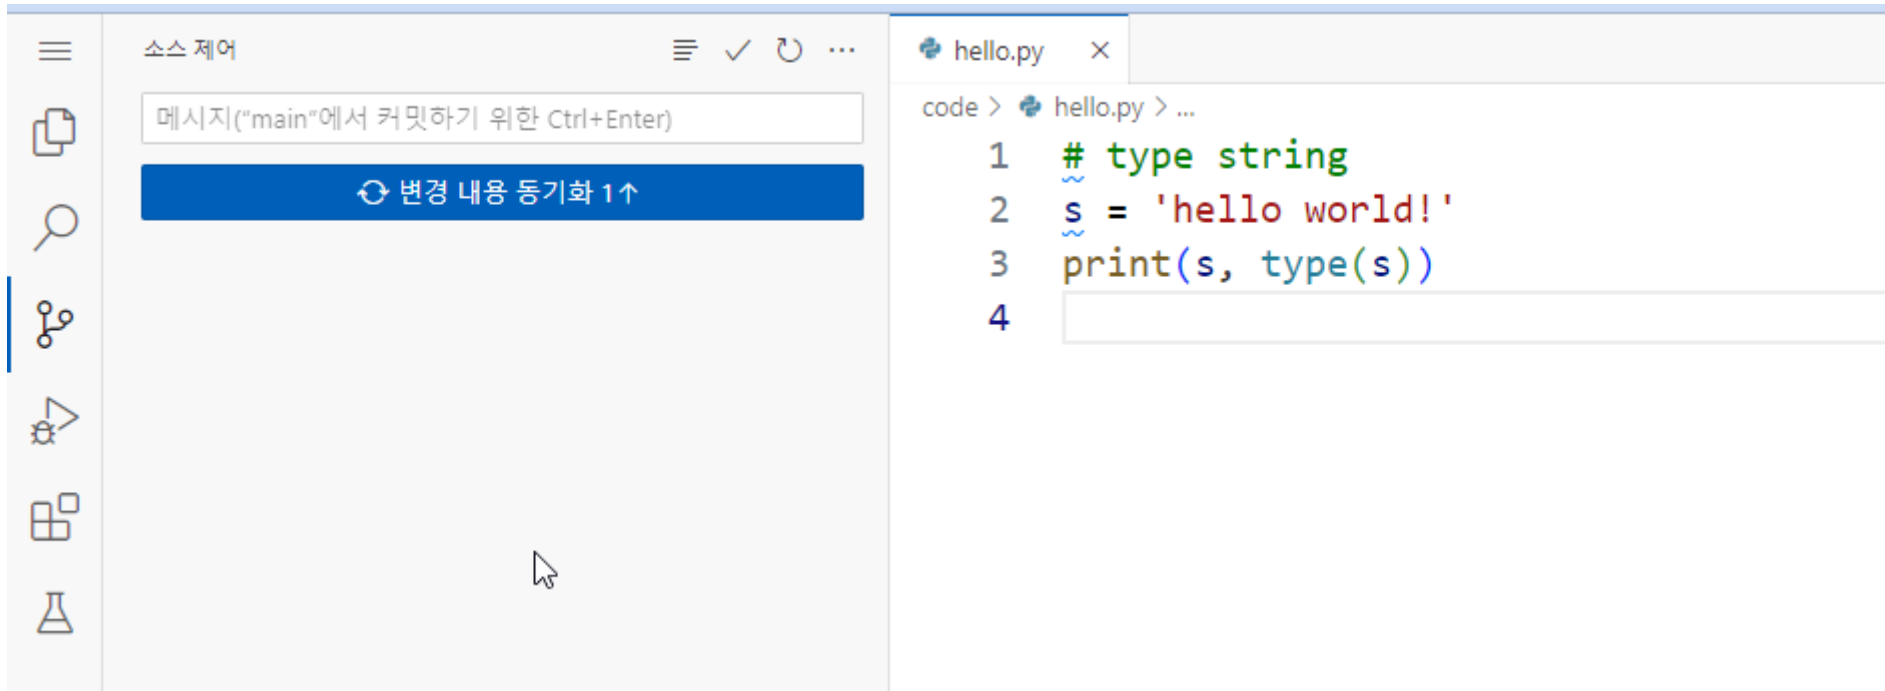 소스 제어
메시지("main"에서 커밋하기 위한 Ctrl+Enter)
변경 내용 동기화 1↑
hello.py
code > hello.py > ...
1 # type string
2 s = 'hello world!'
3 print(s, type(s))
4